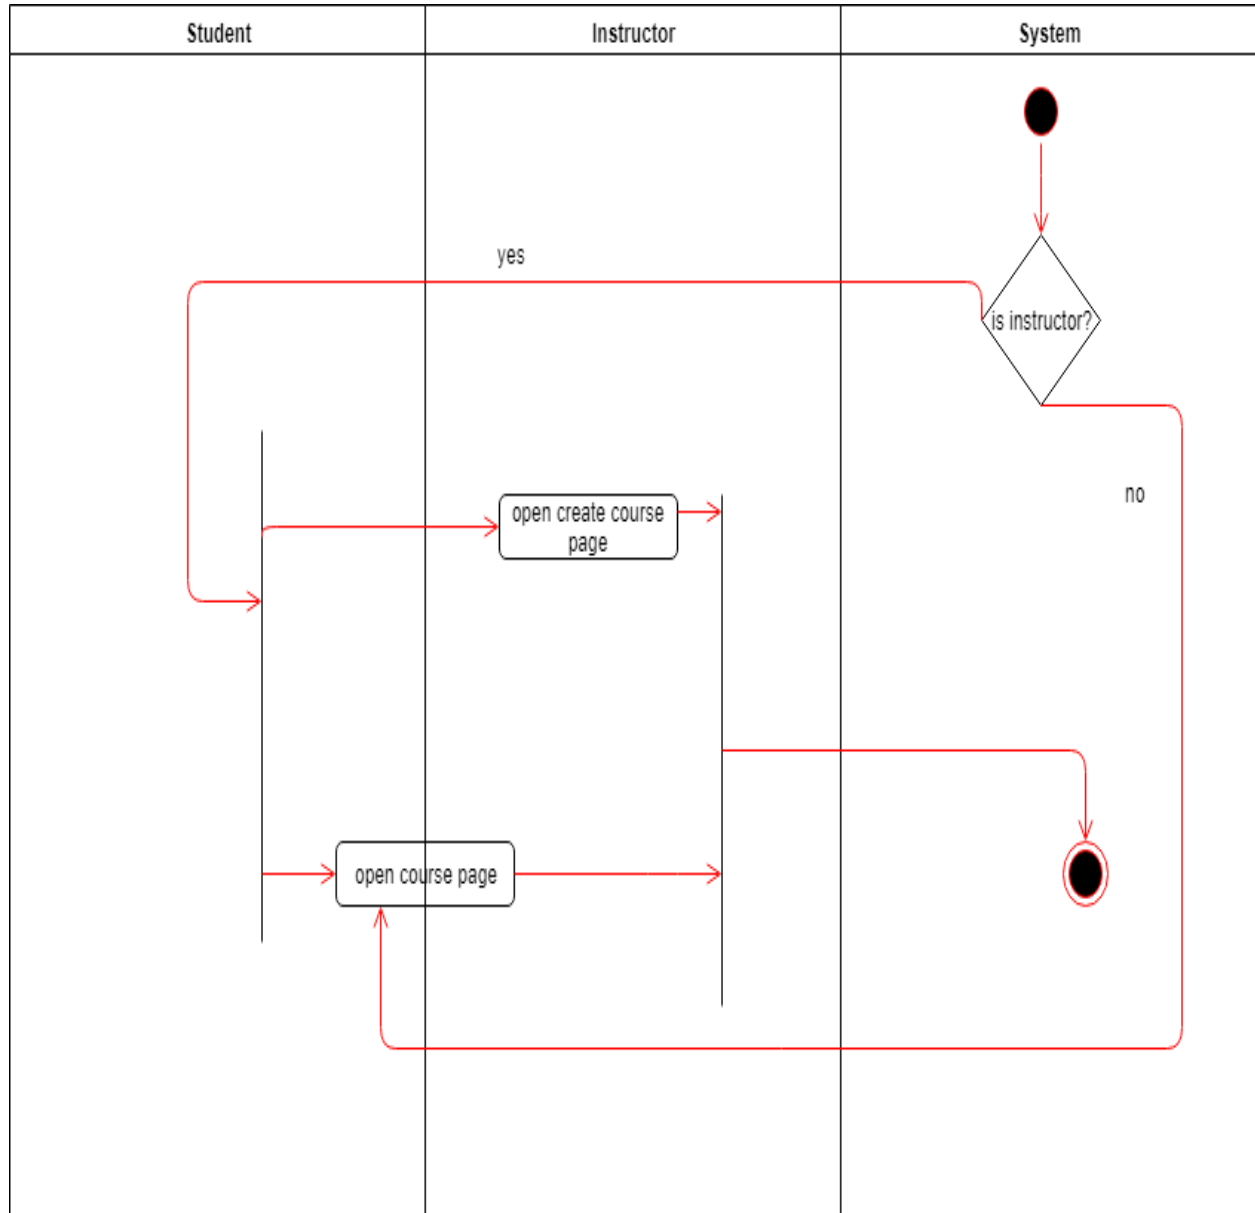 Student
Instructor
System
yes
is instructor?
no
open create course
page
open course page